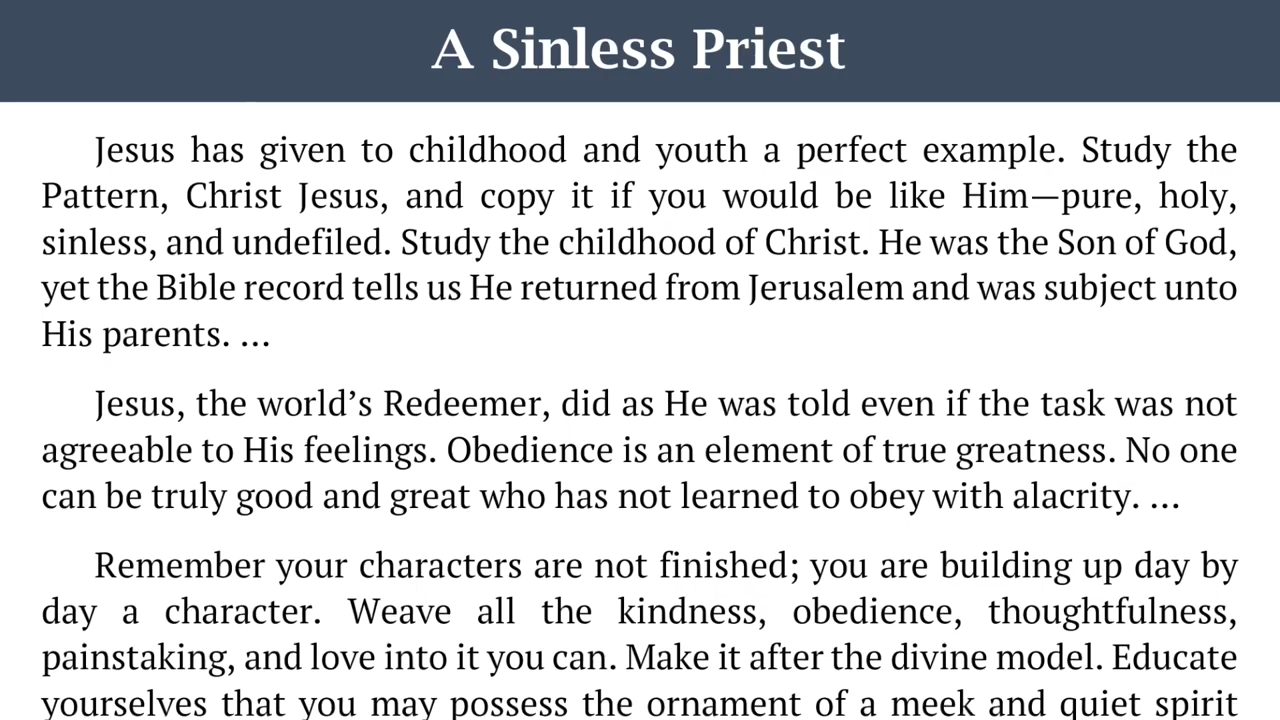 A Sinless Priest
Jesus has given to childhood and youth a perfect example. Study the
Pattern, Christ Jesus, and copy it if you would be like Him—pure, holy,
sinless, and undefiled. Study the childhood of Christ. He was the Son of God,
yet the Bible record tells us He returned from Jerusalem and was subject unto
His parents. ...
Jesus, the world’s Redeemer, did as He was told even if the task was not
agreeable to His feelings. Obedience is an element of true greatness. No one
can be truly good and great who has not learned to obey with alacrity. ...
Remember your characters are not finished; you are building up day by
day a character. Weave all the kindness, obedience, thoughtfulness,
painstaking, and love into it you can. Make it after the divine model. Educate
yourselves that you may possess the ornament of a meek and quiet spirit